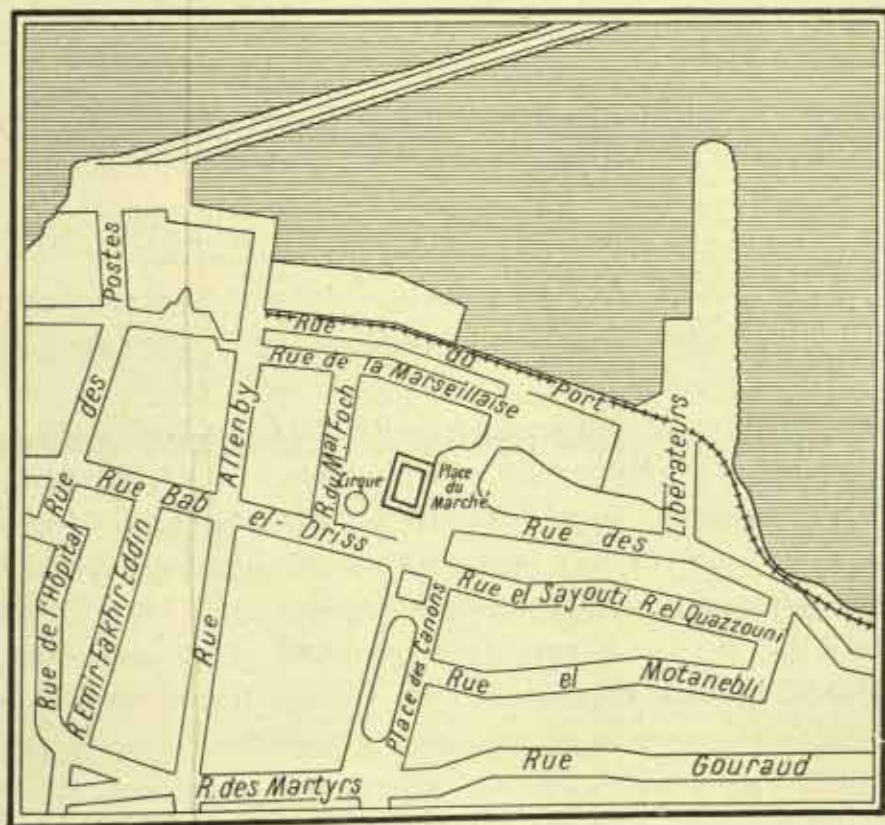 Postes
des
Rue
Rue du Port
Rue de la Marseillaise
Allenby
Rue
R. du Mal Foch
Cirque
Place
du
Marché
Rue Bab el-Driss
Libérateurs
Rue des
Rue de l'Hôpital
R. Emir Fakhir Eddin
Rue el Sayouti R. el Quazzouni
Place des Canons
Rue el Motanebli
R. des Martyrs
Rue Gouraud